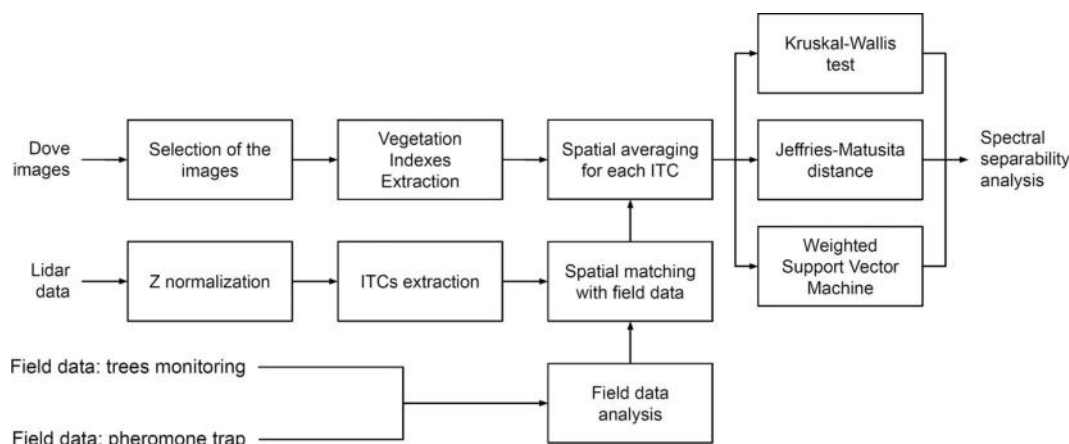 Kruskal-Wallis
test
Dove
images
Selection of the
images
Vegetation
Indexes
Extraction
Spatial averaging
for each ITC
Jeffries-Matusita
distance
Spectral
separability
analysis
Lidar
data
Z normalization
ITCs extraction
Spatial matching
with field data
Weighted
Support Vector
Machine
Field data: trees monitoring
Field data
analysis
Field data: pheromone trap